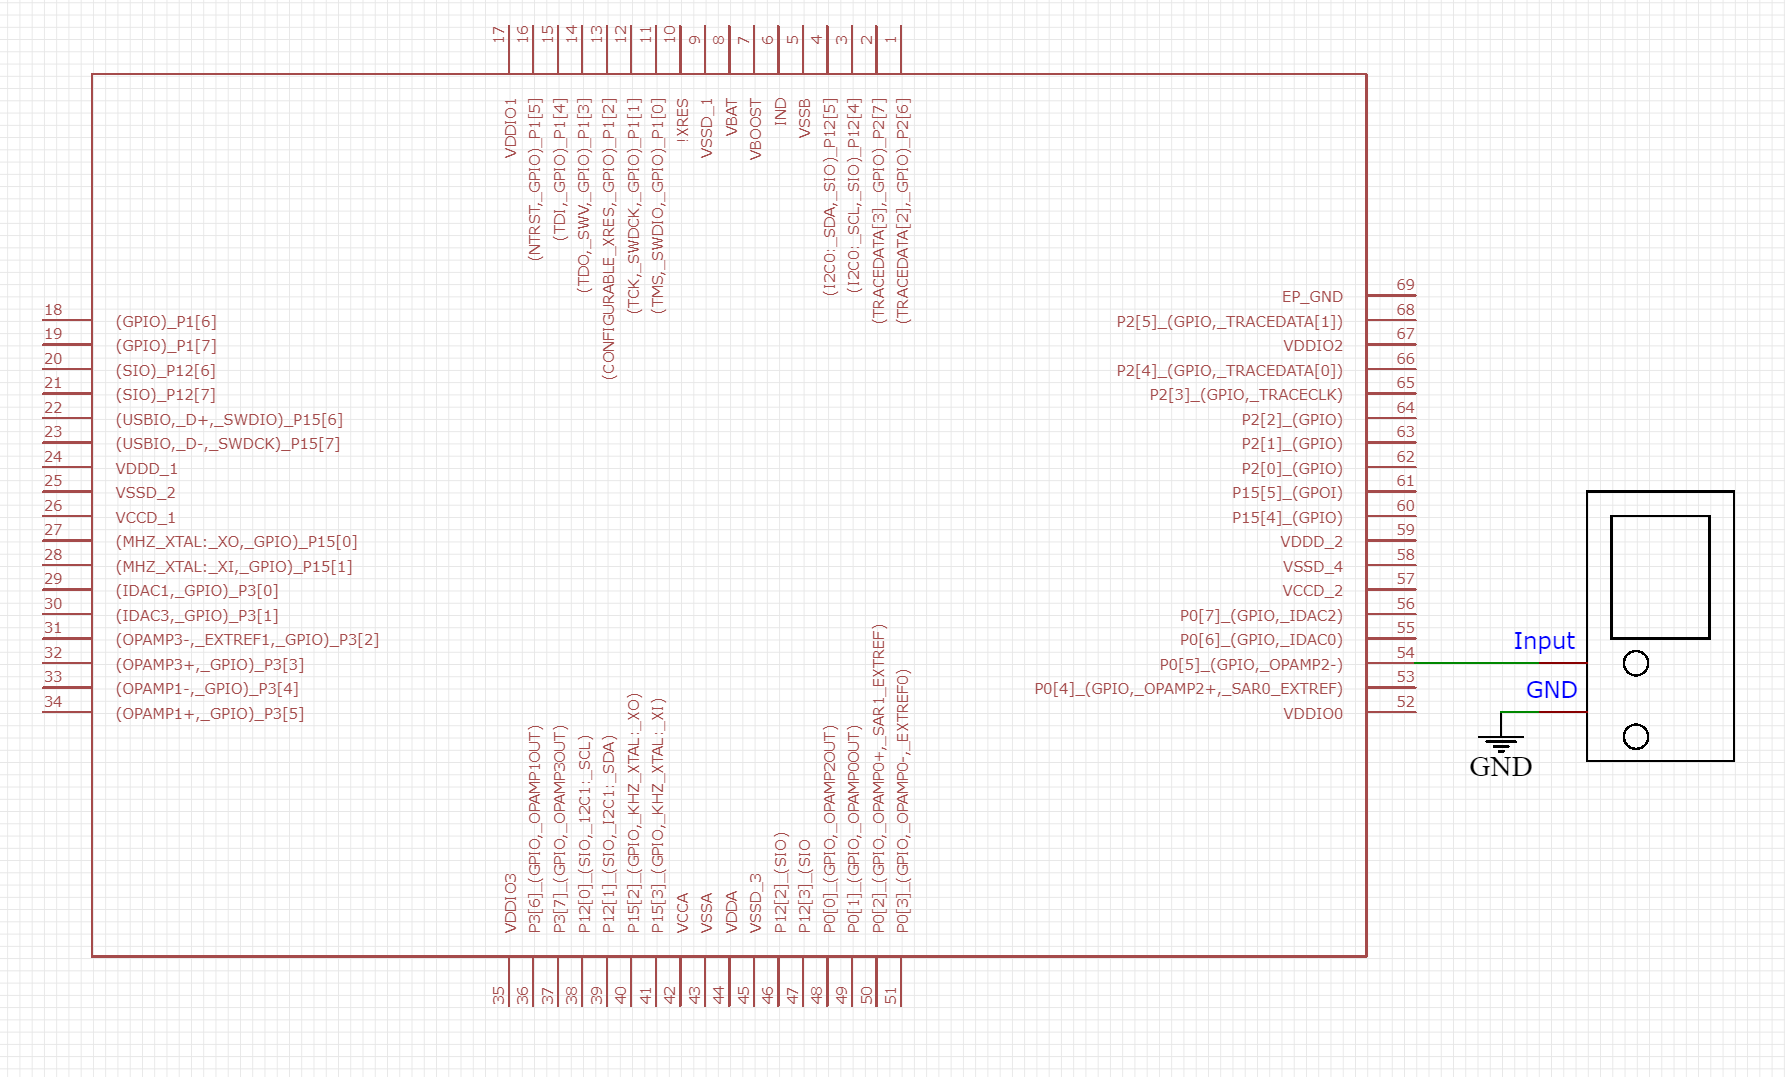 17
16
15
14
13
12
11
10
9
8
7
6
5
4
3
2
1
VDDIO1
(NTRST,_GPIO)_P1[5]
(TDI,_GPIO)_P1[4]
(TDO,_SWV,_GPIO)_P1[3]
(CONFIGURABLE_XRES,_GPIO)_P1[2]
(TCK,_SWDCK,_GPIO)_P1[1]
(TMS,_SWDIO,_GPIO)_P1[0]
!XRES
VSSD_1
VBAT
VBOOST
IND
VSSB
(I2C0:_SDA,_SIO)_P12[5]
(I2C0:_SCL,_SIO)_P12[4]
(TRACEDATA[3],_GPIO)_P2[7]
(TRACEDATA[2],_GPIO)_P2[6]
18 (GPIO)_P1[6]
19 (GPIO)_P1[7]
20 (SIO)_P12[6]
21 (SIO)_P12[7]
22 (USBIO,_D+,_SWDIO)_P15[6]
23 (USBIO,_D-,_SWDCK)_P15[7]
24 VDDD_1
25 VSSD_2
26 VCCD_1
27 (MHZ_XTAL:_XO,_GPIO)_P15[0]
28 (MHZ_XTAL:_XI,_GPIO)_P15[1]
29 (IDAC1,_GPIO)_P3[0]
30 (IDAC3,_GPIO)_P3[1]
31 (OPAMP3-,_EXTREF1,_GPIO)_P3[2]
32 (OPAMP3+,_GPIO)_P3[3]
33 (OPAMP1-,_GPIO)_P3[4]
34 (OPAMP1+,_GPIO)_P3[5]
EP_GND 69
P2[5]_(GPIO,_TRACEDATA[1]) 68
VDDIO2 67
P2[4]_(GPIO,_TRACEDATA[0]) 66
P2[3]_(GPIO,_TRACECLK) 65
P2[2]_(GPIO) 64
P2[1]_(GPIO) 63
P2[0]_(GPIO) 62
P15[5]_(GPOI) 61
P15[4]_(GPIO) 60
VDDD_2 59
VSSD_4 58
VCCD_2 57
P0[7]_(GPIO,_IDAC2) 56
P0[6]_(GPIO,_IDAC0) 55
P0[5]_(GPIO,_OPAMP2-) 54
P0[4]_(GPIO,_OPAMP2+,_SAR0_EXTREF) 53
VDDIO0 52
Input
GND
GND
VDDIO3
P3[6]_(GPIO,_OPAMP1OUT)
P3[7]_(GPIO,_OPAMP3OUT)
P12[0]_(SIO,_12C1:_SCL)
P12[1]_(SIO,_I2C1:_SDA)
P15[2]_(GPIO,_KHZ_XTAL:_XO)
P15[3]_(GPIO,_KHZ_XTAL:_XI)
VCCA
VSSA
VDDA
VSSD_3
P12[2]_(SIO)
P12[3]_(SIO
P0[0]_(GPIO,_OPAMP2OUT)
P0[1]_(GPIO,_OPAMP0OUT)
P0[2]_(GPIO,_OPAMP0+,_SAR1_EXTREF)
P0[3]_(GPIO,_OPAMP0-,_EXTREF0)
35
36
37
38
39
40
41
42
43
44
45
46
47
48
49
50
51